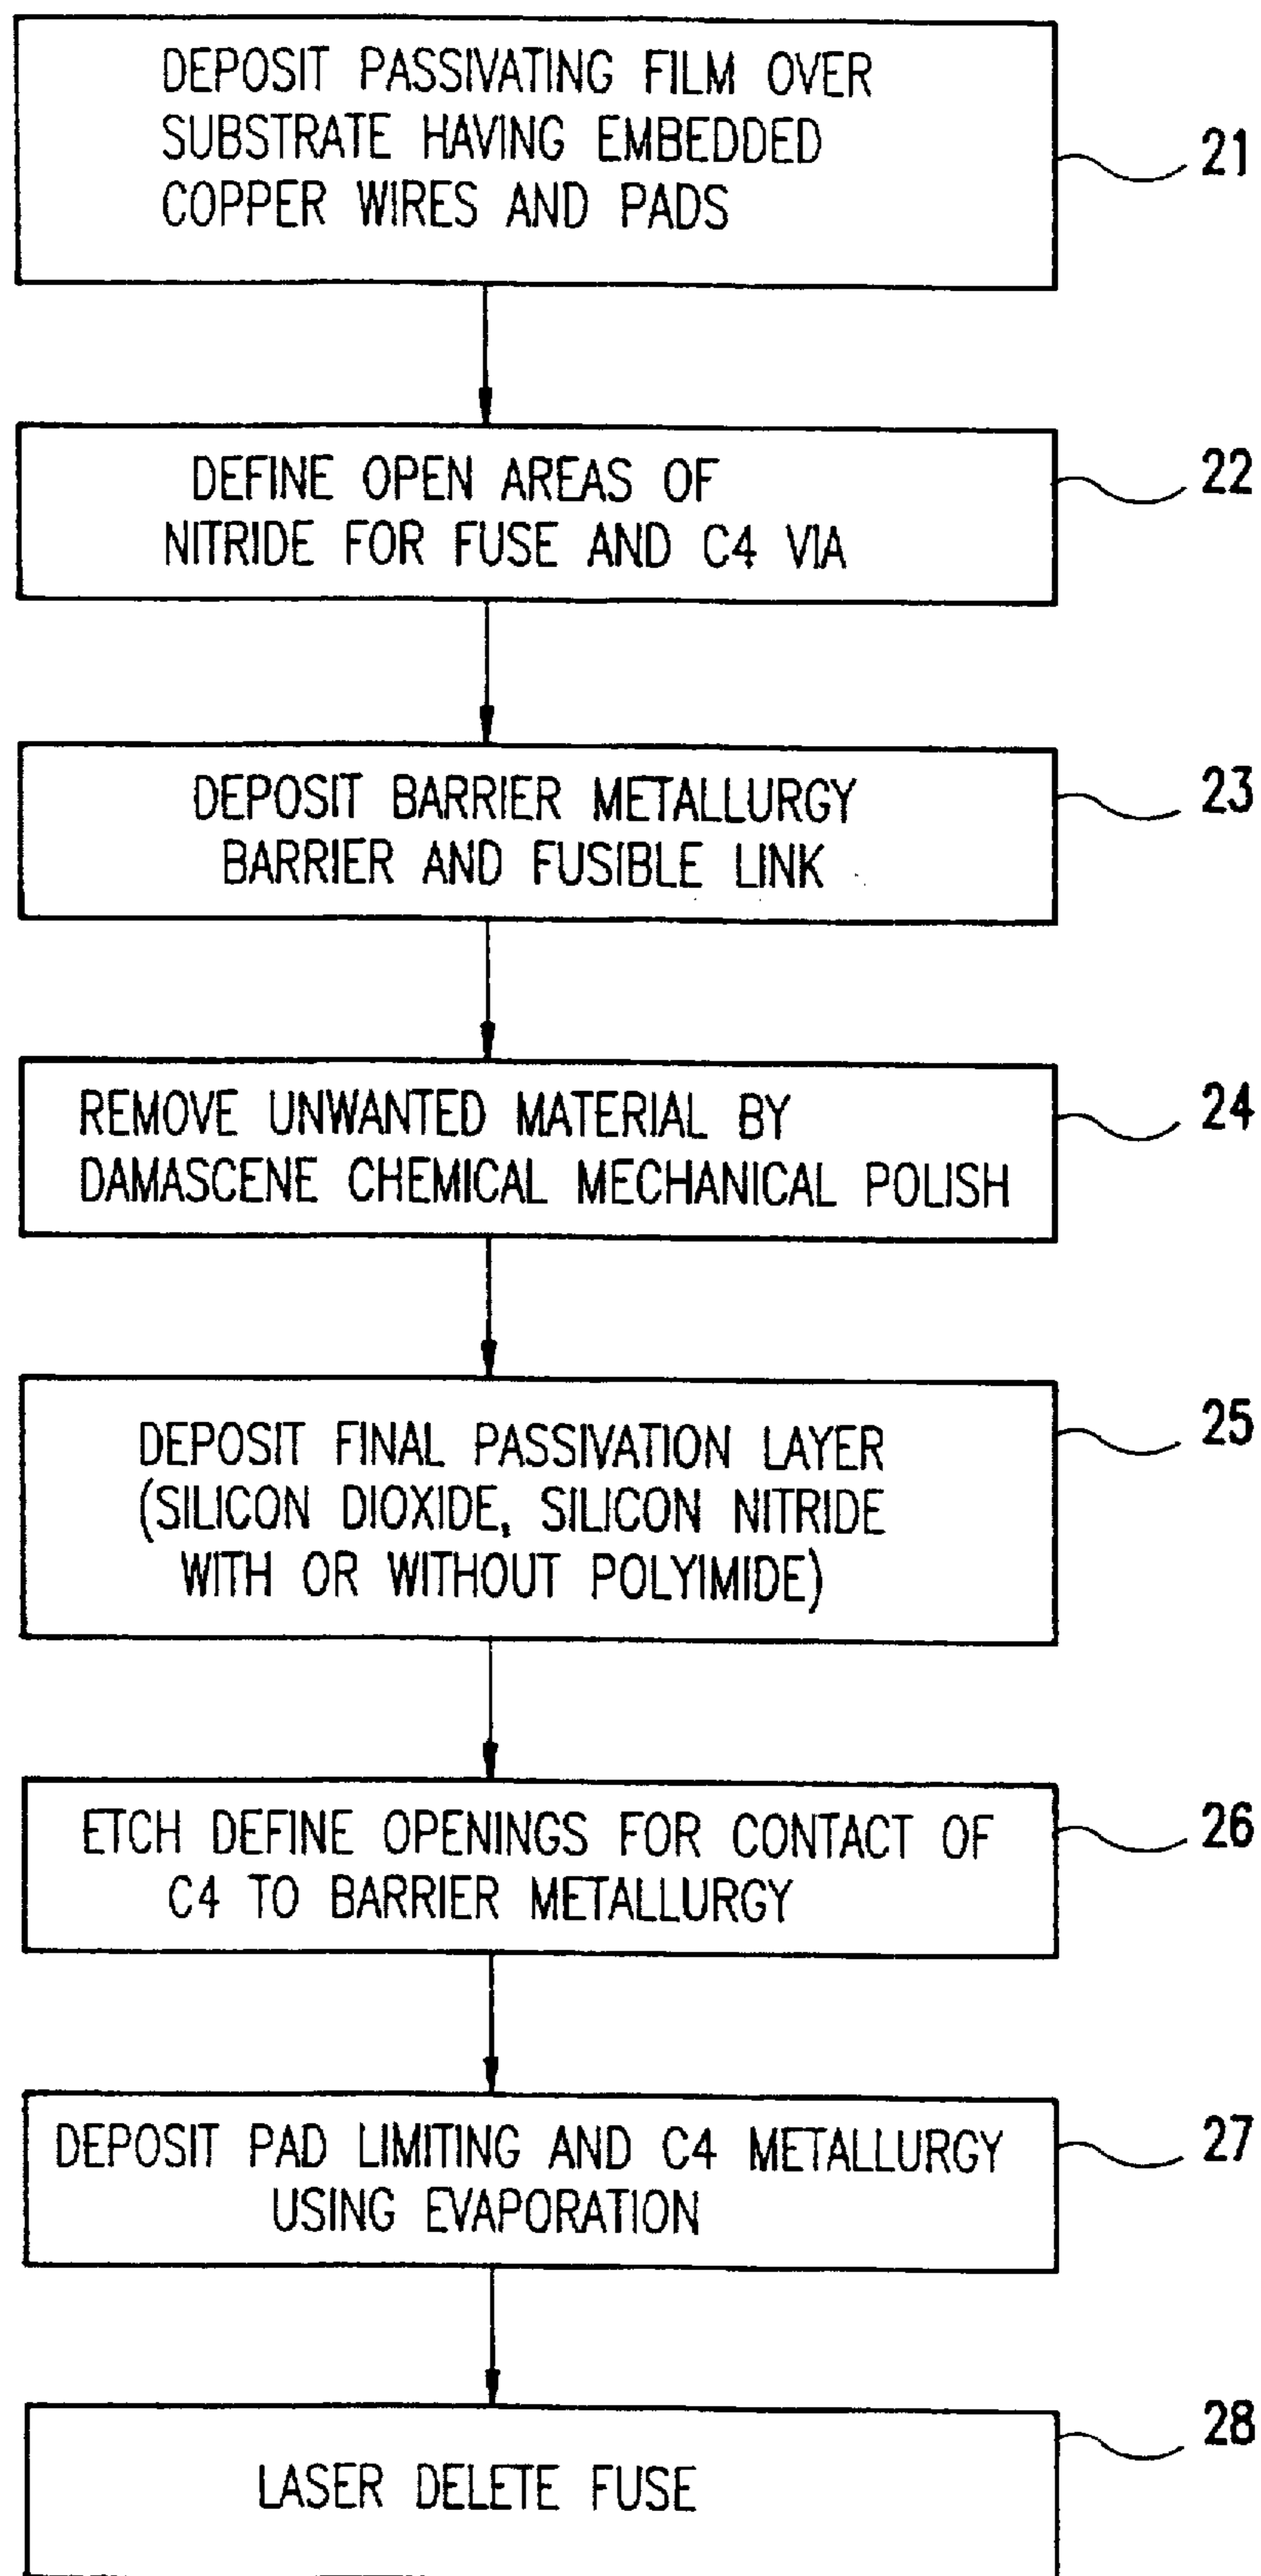 DEPOSIT PASSIVATING FILM OVER
SUBSTRATE HAVING EMBEDDED
COPPER WIRES AND PADS
21
DEFINE OPEN AREAS OF
NITRIDE FOR FUSE AND C4 VIA
22
DEPOSIT BARRIER METALLURGY
BARRIER AND FUSIBLE LINK
23
REMOVE UNWANTED MATERIAL BY
DAMASCENE CHEMICAL MECHANICAL POLISH
24
DEPOSIT FINAL PASSIVATION LAYER
(SILICON DIOXIDE, SILICON NITRIDE
WITH OR WITHOUT POLYIMIDE)
25
ETCH DEFINE OPENINGS FOR CONTACT OF
C4 TO BARRIER METALLURGY
26
DEPOSIT PAD LIMITING AND C4 METALLURGY
USING EVAPORATION
27
LASER DELETE FUSE
28